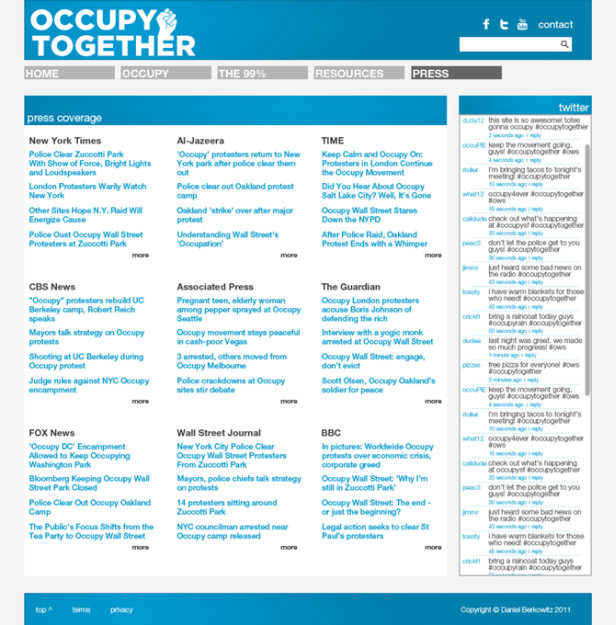 OCCUPY
TOGETHER
contact
HOME
OCCUPY
THE 99%
RESOURCES
PRESS
press coverage
New York Times
Police Clear Zuccotti Park
With Show of Force, Bright Lights
and Loudspeakers
London Protesters Warily Watch
New York
Other Sites Hope N.Y. Raid Will
Energize Cause
Police Oust Occupy Wall Street
Protesters at Zuccotti Park
more
Al-Jazeera
'Occupy' protesters return to New
York park after police clear them
out
Police clear out Oakland protest
camp
Oakland 'strike' over after major
protest
Understanding Wall Street's
'Occupation'
more
TIME
Keep Calm and Occupy On:
Protesters in London Continue
the Occupy Movement
Did You Hear About Occupy
Salt Lake City? Well, It's Gone
Occupy Wall Street Stares
Down the NYPD
After Police Raid, Oakland
Protest Ends with a Whimper
more
CBS News
"Occupy" protesters rebuild UC
Berkeley camp, Robert Reich
speaks
Mayors talk strategy on Occupy
protests
Shooting at UC Berkeley during
Occupy protest
Judge rules against NYC Occupy
encampment
more
Associated Press
Pregnant teen, elderly woman
among pepper sprayed at Occupy
Seattle
Occupy movement stays peaceful
in cash-poor Vegas
3 arrested, others moved from
Occupy Melbourne
Police crackdowns at Occupy
sites stir debate
more
The Guardian
Occupy London protesters
accuse Boris Johnson of
defending the rich
Interview with a yogic monk
arrested at Occupy Wall Street
Occupy Wall Street: engage,
don't evict
Scott Olsen, Occupy Oakland's
soldier for peace
more
FOX News
'Occupy DC' Encampment
Allowed to Keep Occupying
Washington Park
Bloomberg Keeping Occupy Wall
Street Park Closed
Police Clear Out Occupy Oakland
Camp
The Public's Focus Shifts from the
Tea Party to Occupy Wall Street
more
Wall Street Journal
New York City Police Clear
Occupy Wall Street Protesters
From Zuccotti Park
Mayors, police chiefs talk strategy
on protests
14 protesters sitting around
Zuccotti Park
NYC councilman arrested near
Occupy camp released
more
BBC
In pictures: Worldwide Occupy
protests over economic crisis,
corporate greed
Occupy Wall Street: 'Why I'm
still in Zuccotti Park'
Occupy Wall Street: The end -
or just the beginning?
Legal action seeks to clear St
Paul's protesters
more
twitter
dude12 this site is so awesome! totes
gonna occupy #occupytogether
2 seconds ago I reply
occuPIE keep the movement going,
guys! #occupytogether #ows
4 seconds ago I reply
rtoller i'm bringing tacos to tonight's
meeting! #occupytogether
10 seconds ago I reply
what12 occupy4ever #occupytogether
#ows
15 seconds ago I reply
calidude check out what's happening
at occupysf #occupytogether
20 seconds ago I reply
peec3 don't let the police get to you
guys! #occupytogether
30 seconds ago I reply
jimmr just heard some bad news on
the radio #occupytogether
43 seconds ago I reply
toesty i have warm blankets for those
who need! #occupytogether
45 seconds ago I reply
crickl1 bring a raincoat today guys
#occupyrain #occupytogether
50 seconds ago I reply
dudee last night was great, we made
so much progress! #ows
1 minute ago I reply
pizzao free pizza for everyone! #ows
#occupytogether
3 minutes ago I reply
occuPIE keep the movement going,
guys! #occupytogether #ows
4 seconds ago I reply
rtoller i'm bringing tacos to tonight's
meeting! #occupytogether
10 seconds ago I reply
what12 occupy4ever #occupytogether
#ows
15 seconds ago I reply
calidude check out what's happening
at occupysf #occupytogether
20 seconds ago I reply
peec3 don't let the police get to you
guys! #occupytogether
30 seconds ago I reply
jimmr just heard some bad news on
the radio #occupytogether
43 seconds ago I reply
toesty i have warm blankets for those
who need! #occupytogether
45 seconds ago I reply
crickl1 bring a raincoat today guys
#occupyrain #occupytogether
top ^
terms
privacy
Copyright © Daniel Berkowitz 2011